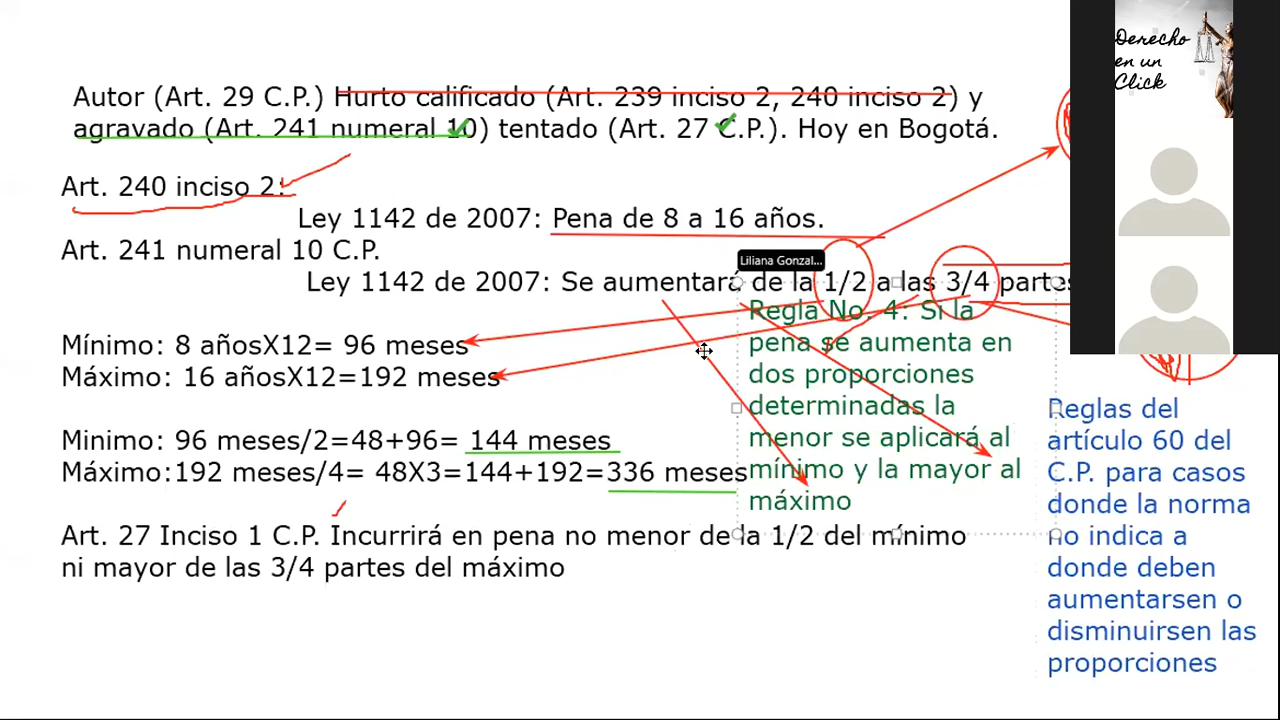 Derecho
en un
Click
Autor (Art. 29 C.P.) Hurto calificado (Art. 239 inciso 2, 240 inciso 2) y
agravado (Art. 241 numeral 10) tentado (Art. 27 C.P.). Hoy en Bogotá.
Art. 240 inciso 2:
Ley 1142 de 2007: Pena de 8 a 16 años.
Art. 241 numeral 10 C.P.
Liliana Gonzal...
Ley 1142 de 2007: Se aumentará de la 1/2 a las 3/4 partes
Regla No. 4: Si la
pena se aumenta en
dos proporciones
determinadas la
menor se aplicará al
mínimo y la mayor al
máximo
Mínimo: 8 añosX12= 96 meses
Máximo: 16 añosX12=192 meses
Minimo: 96 meses/2=48+96= 144 meses
Máximo:192 meses/4= 48X3=144+192=336 meses
Art. 27 Inciso 1 C.P. Incurrirá en pena no menor de la 1/2 del mínimo
ni mayor de las 3/4 partes del máximo
Reglas del
artículo 60 del
C.P. para casos
donde la norma
no indica a
donde deben
aumentarsen o
disminuirsen las
proporciones